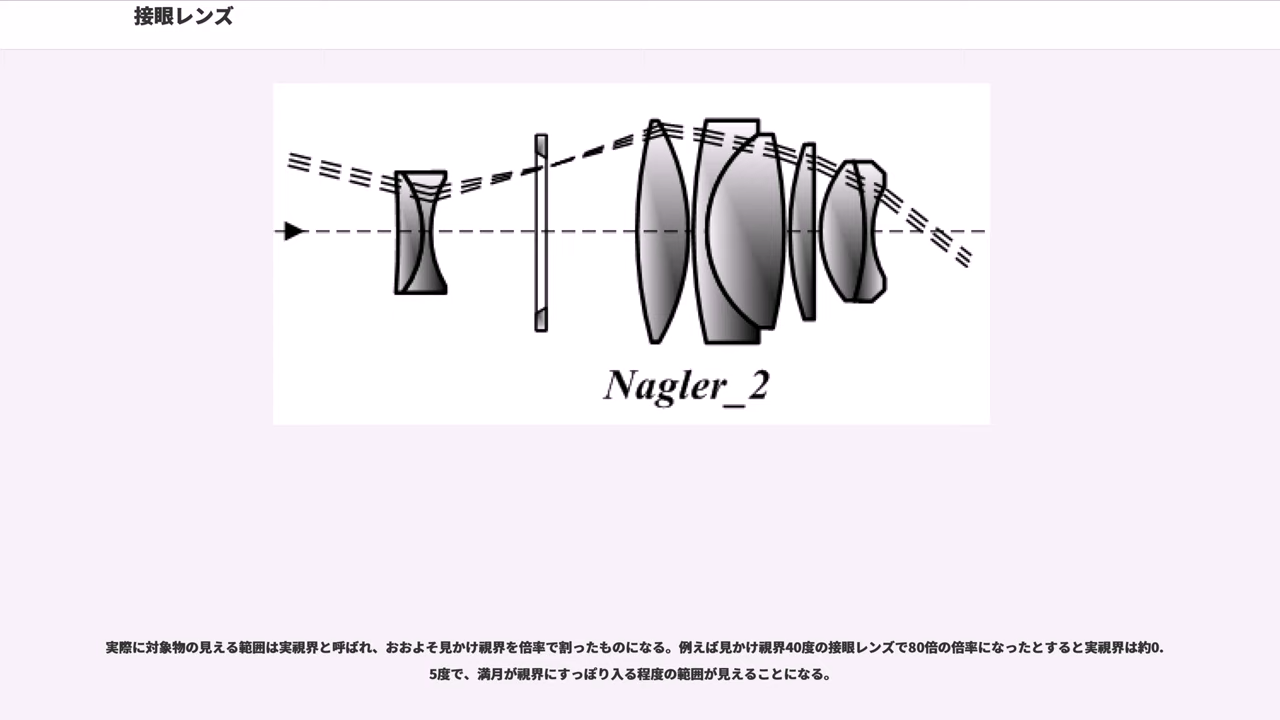 接眼レンズ
Nagler_2
実際に対象物の見える範囲は実視界と呼ばれ、おおよそ見かけ視界を倍率で割ったものになる。例えば見かけ視界40度の接眼レンズで80倍の倍率になったとすると実視界は約0.
5度で、満月が視界にすっぽり入る程度の範囲が見えることになる。